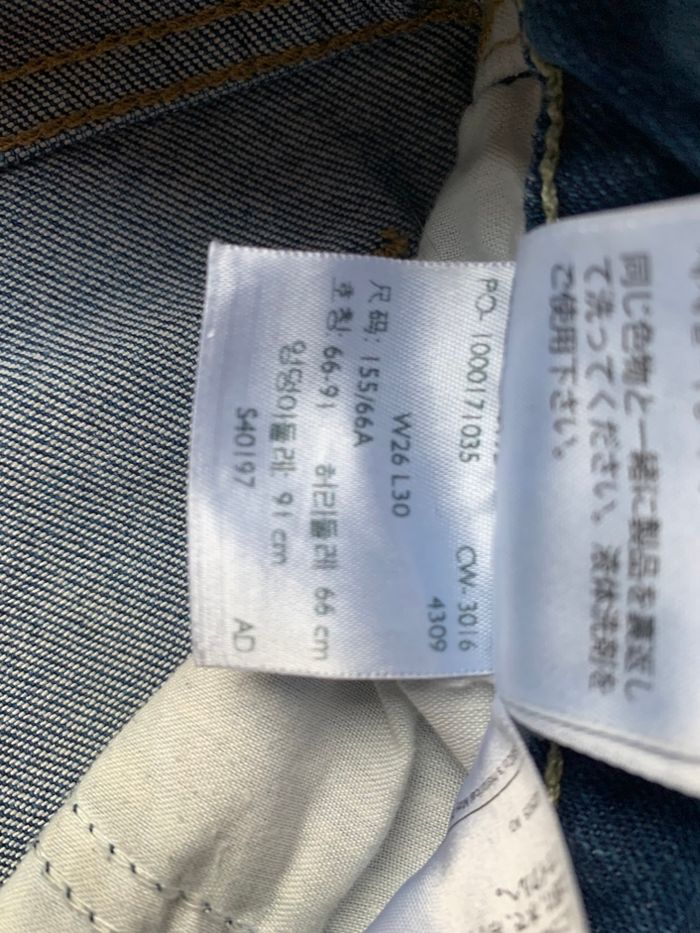 PO. 100017|035 CW-3016
4309
W26 L30
尺码: 155/66A
호칭: 66-91 허리둘레 66 cm
엉덩이둘레: 91 cm
S40197 AD
同じ色物と一緒に製品を裏返し
て洗ってください。液体洗剤を
ご使用下さい。